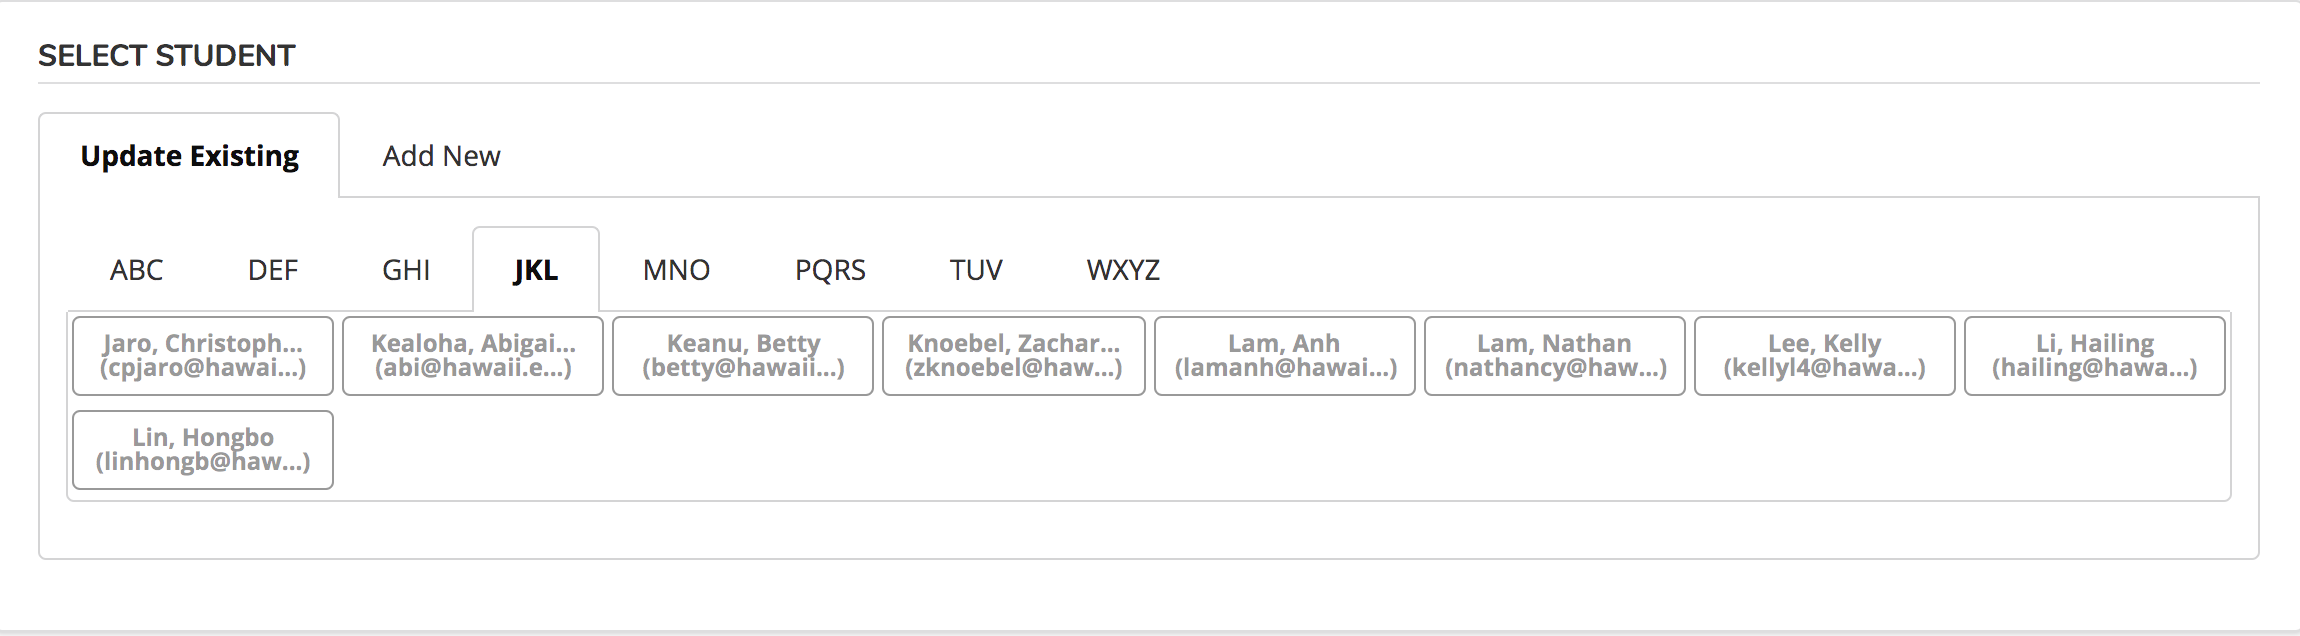 SELECT STUDENT
Update Existing
Add New
ABC
DEF
GHI
JKL
MNO
PQRS
TUV
WXYZ
Jaro, Christoph...
(cpjaro@hawai...)
Kealoha, Abigai...
(abi@hawaii.e...)
Keanu, Betty
(betty@hawaii...)
Knoebel, Zachar...
(zknoebel@haw...)
Lam, Anh
(lamanh@hawai...)
Lam, Nathan
(nathancy@haw...)
Lee, Kelly
(kellyl4@hawa...)
Li, Hailing
(hailing@hawa...)
Lin, Hongbo
(linhongb@haw...)